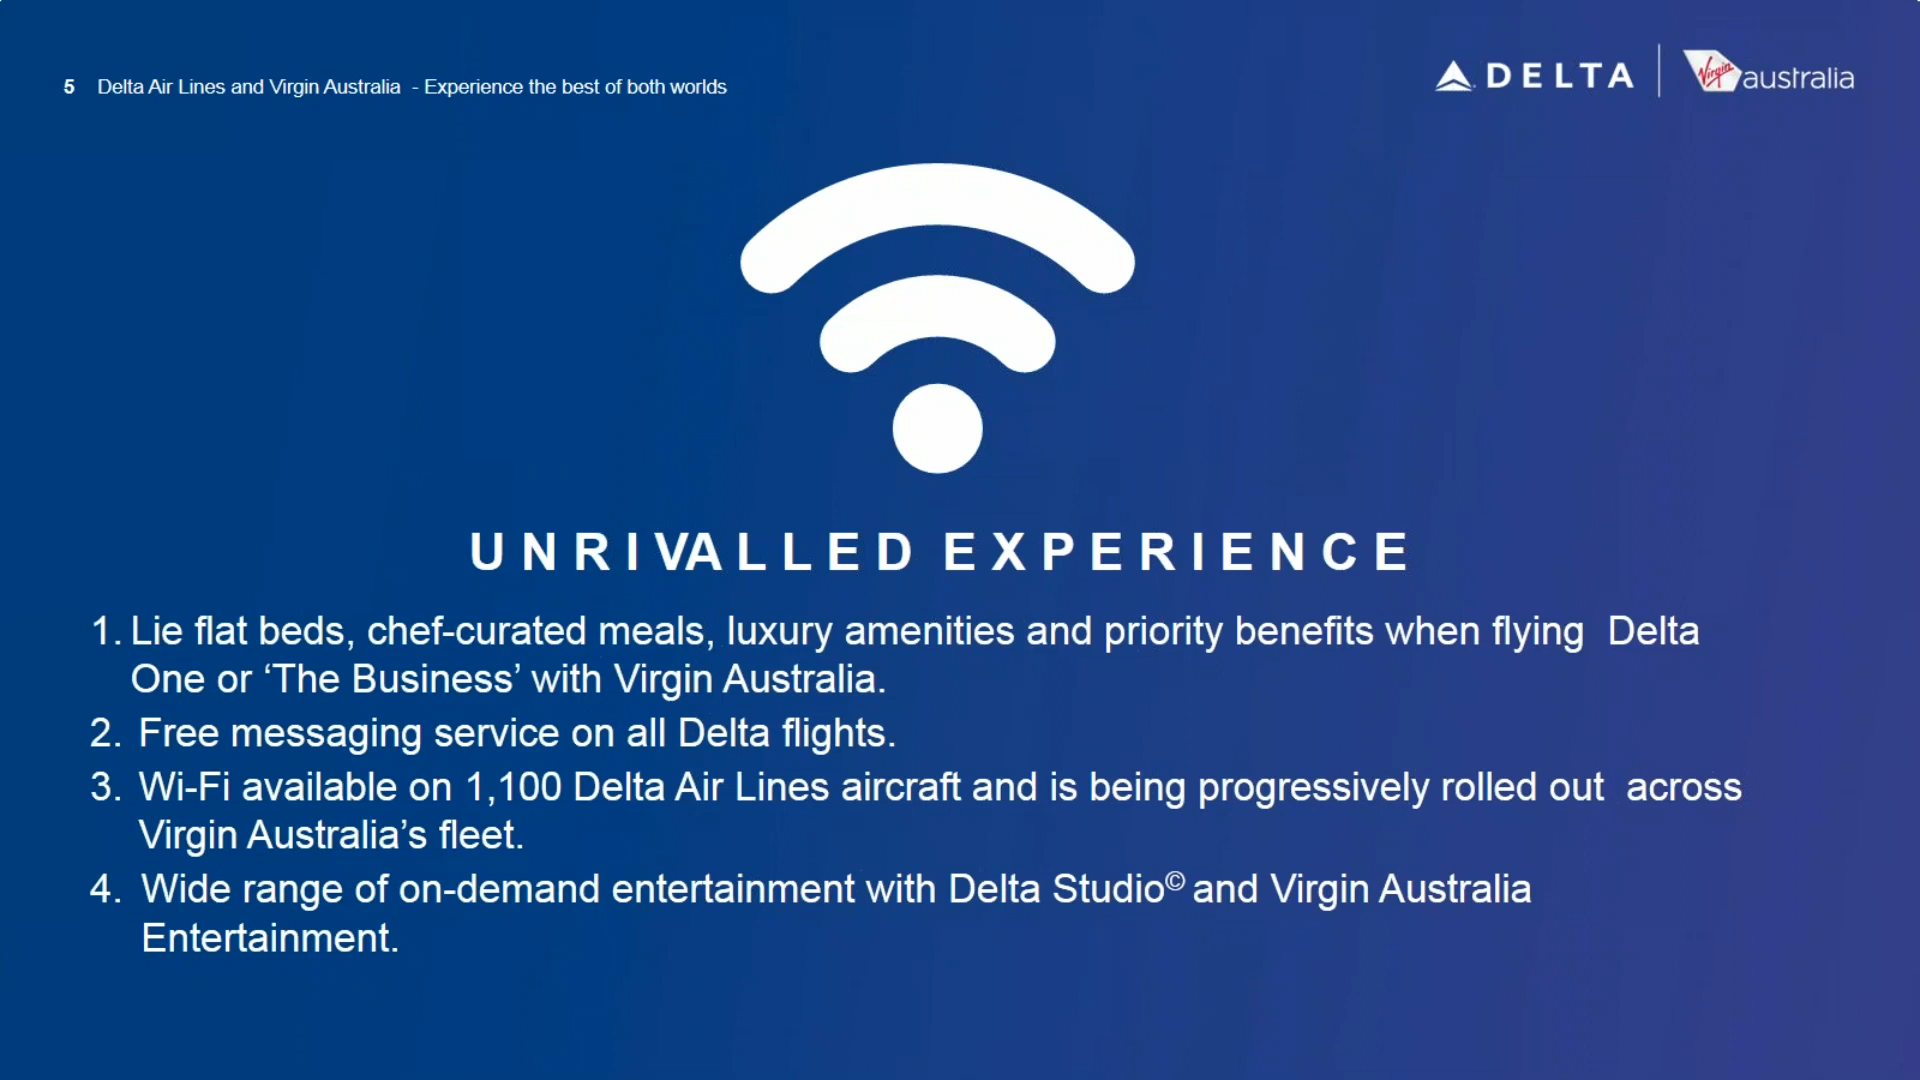 5 Delta Air Lines and Virgin Australia - Experience the best of both worlds
DELTA
Virgin australia
UNRIVALLED EXPERIENCE
1. Lie flat beds, chef-curated meals, luxury amenities and priority benefits when flying Delta
One or ‘The Business’ with Virgin Australia.
2. Free messaging service on all Delta flights.
3. Wi-Fi available on 1,100 Delta Air Lines aircraft and is being progressively rolled out across
Virgin Australia’s fleet.
4. Wide range of on-demand entertainment with Delta Studio© and Virgin Australia
Entertainment.